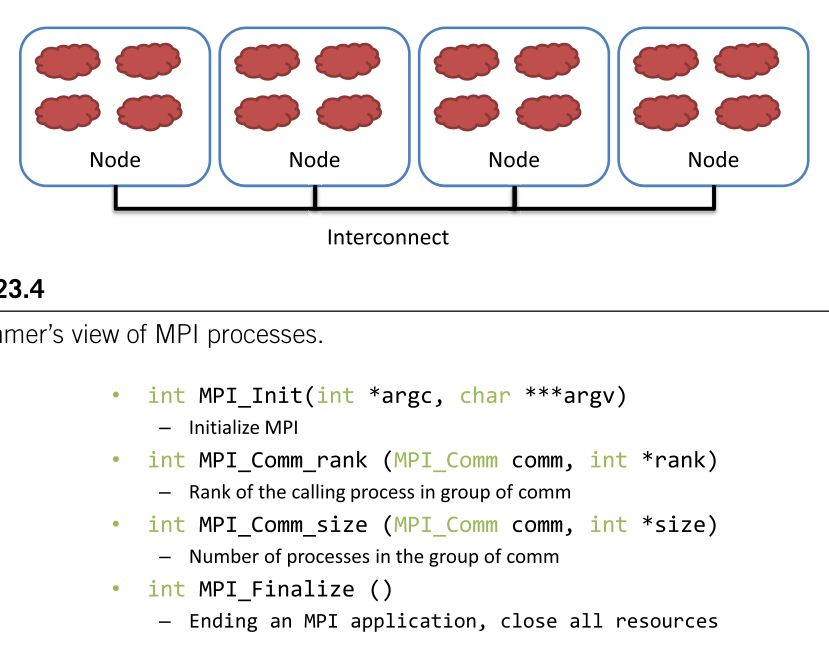 Node Node Node Node
Interconnect
23.4
mmer's view of MPI processes.
• int MPI_Init(int *argc, char ***argv)
– Initialize MPI
• int MPI_Comm_rank (MPI_Comm comm, int *rank)
– Rank of the calling process in group of comm
• int MPI_Comm_size (MPI_Comm comm, int *size)
– Number of processes in the group of comm
• int MPI_Finalize ()
– Ending an MPI application, close all resources